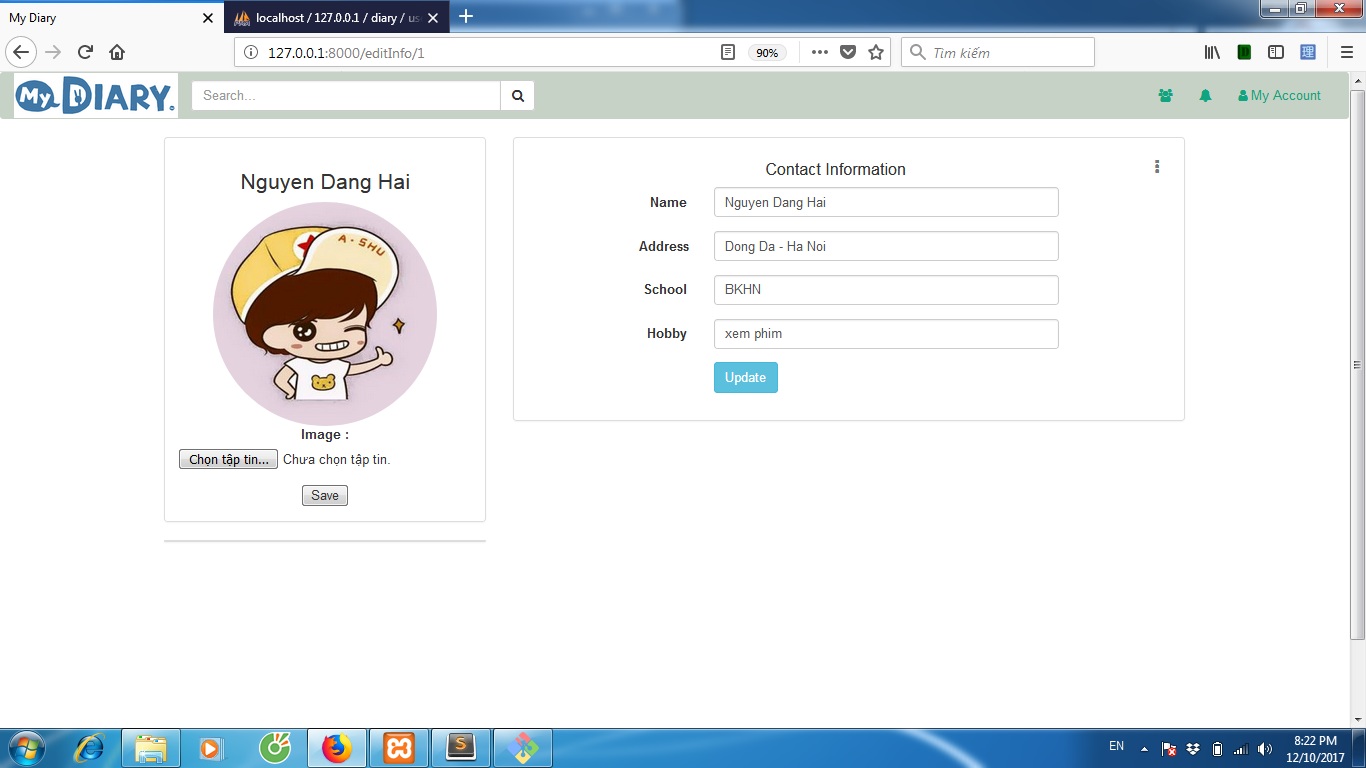 My Diary
localhost / 127.0.0.1 / diary / us
127.0.0.1:8000/editInfo/1
90%
Tìm kiếm
理
My DIARY.
Search...
My Account
Nguyen Dang Hai
A·SHU
Image :
Chọn tập tin...
Chưa chọn tập tin.
Save
Contact Information
Name
Nguyen Dang Hai
Address
Dong Da - Ha Noi
School
BKHN
Hobby
xem phim
Update
EN
8:22 PM
12/10/2017